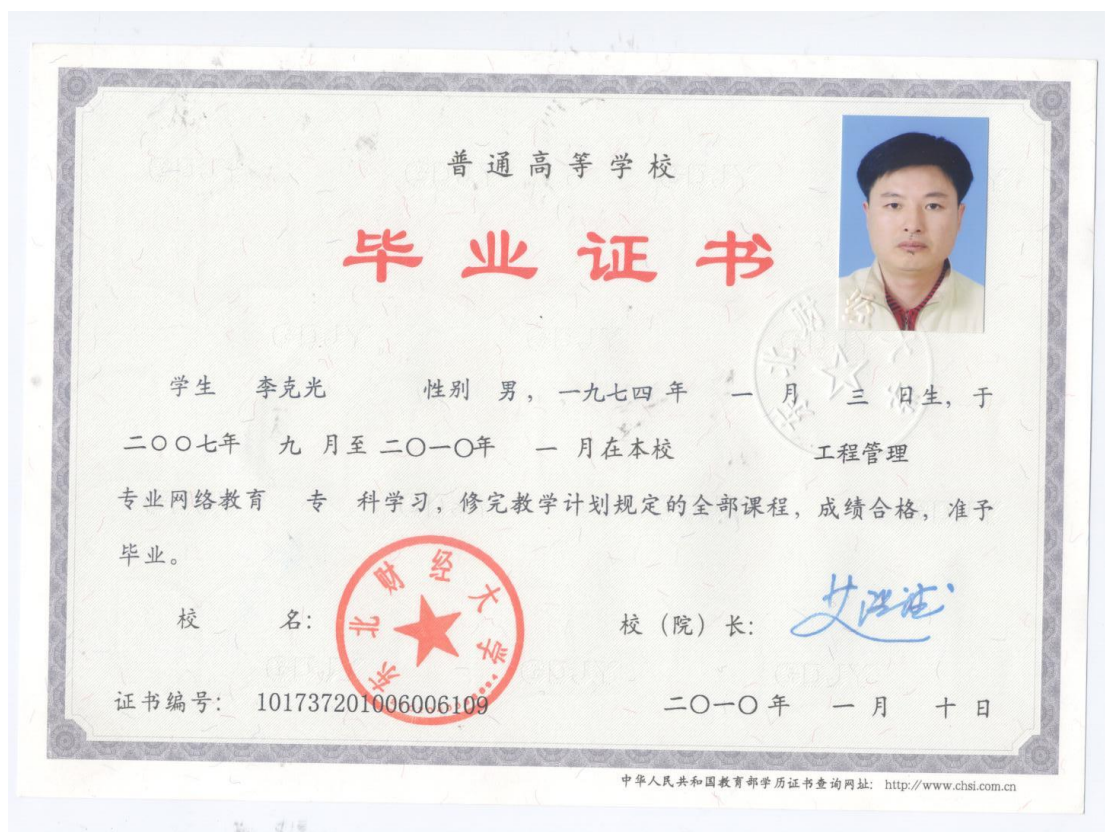 普通高等学校
毕业证书
学生 李克光 性别 男，一九七四年 一 月 三 日生，于
二〇〇七年 九 月至二〇一〇年 一 月在本校 工程管理
专业网络教育 专 科学习，修完教学计划规定的全部课程，成绩合格，准予
毕业。
东北财经大学
校 名： 校（院）长：
证书编号： 101737201006006109 二〇一〇年 一 月 十 日
中华人民共和国教育部学历证书查询网址： http://www.chsi.com.cn